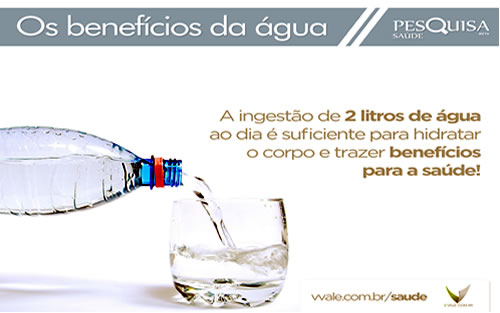 Os benefícios da água
PESQUISA
SAÚDE
A ingestão de 2 litros de água
ao dia é suficiente para hidratar
o corpo e trazer benefícios
para a saúde!
vvale.com.br/saude